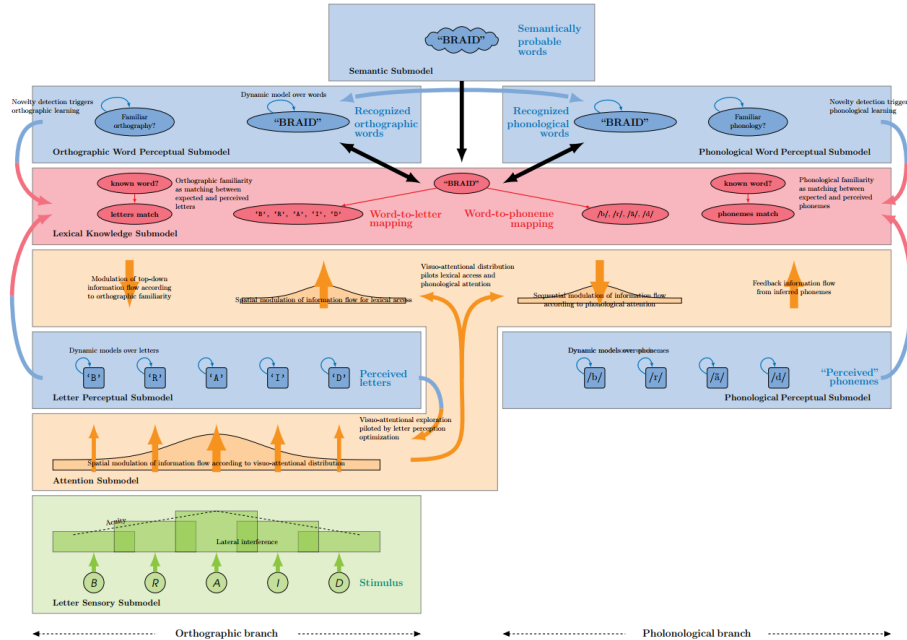 “BRAID”
Semantically
probable
words
Semantic Submodel
Novelty detection triggers
orthographic learning
Familiar
orthography?
Dynamic model over words
“BRAID”
Recognized
orthographic
words
Orthographic Word Perceptual Submodel
Recognized
phonological
words
“BRAID”
Familiar
phonology?
Novelty detection triggers
phonological learning
Phonological Word Perceptual Submodel
known word?
letters match
Orthographic familiarity
as matching between
expected and perceived
letters
‘B’, ‘R’, ‘A’, ‘I’, ‘D’
“BRAID”
Word-to-letter
mapping
Word-to-phoneme
mapping
/b/, /r/, /ā/, /d/
Phonological familiarity
as matching between
expected and perceived
phonemes
known word?
phonemes match
Lexical Knowledge Submodel
Modulation of top-down
information flow according
to orthographic familiarity
Spatial modulation of information flow for lexical access
Visuo-attentional distribution
pilots lexical access and
phonological attention
Sequential modulation of information flow
according to phonological attention
Feedback information flow
from inferred phonemes
Dynamic models over letters
‘B’
‘R’
‘A’
‘I’
‘D’
Perceived
letters
Letter Perceptual Submodel
Dynamic models over phonemes
/b/
/r/
/ā/
/d/
“Perceived”
phonemes
Phonological Perceptual Submodel
Visuo-attentional exploration
piloted by letter perception
optimization
Spatial modulation of information flow according to visuo-attentional distribution
Attention Submodel
Acuity
Lateral interference
B
R
A
I
D
Stimulus
Letter Sensory Submodel
Orthographic branch
Pholonological branch